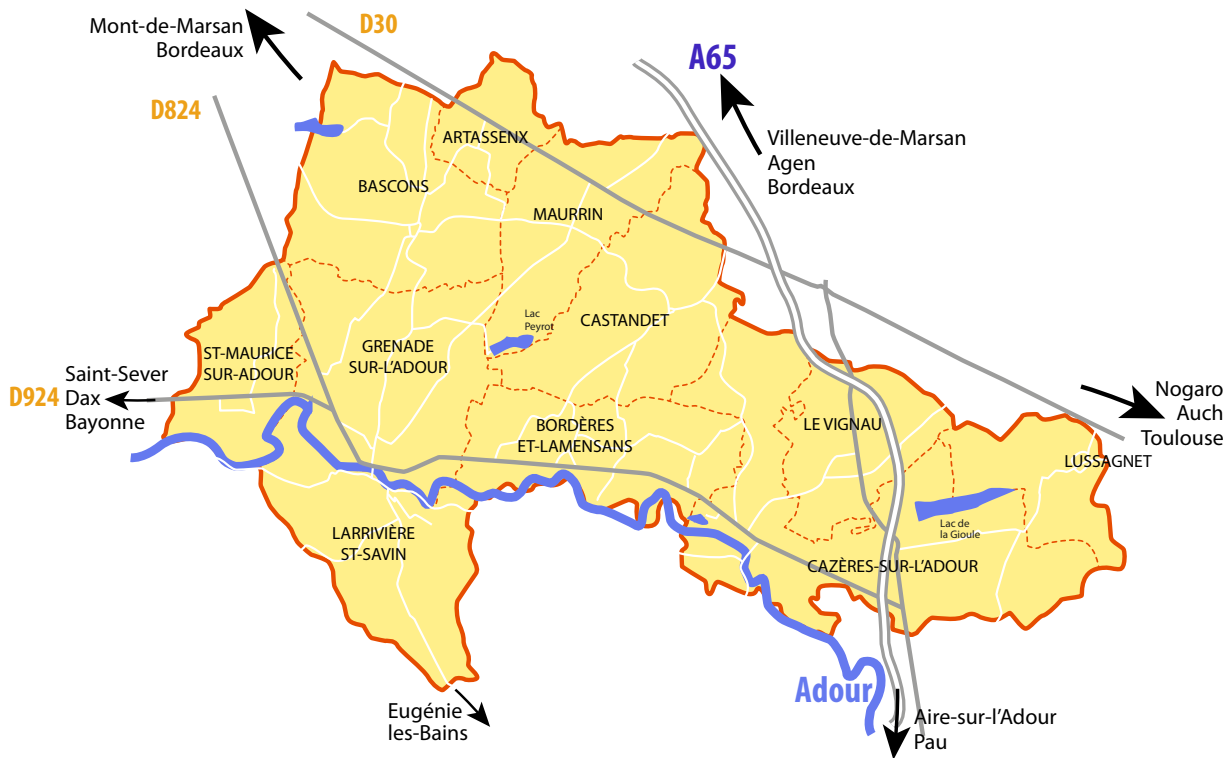 Mont-de-Marsan
Bordeaux
D30
A65
D824
Villeneuve-de-Marsan
Agen
Bordeaux
ARTASSENX
BASCONS
MAURRIN
Lac
Peyrot
CASTANDET
ST-MAURICE
SUR-ADOUR
GRENADE
SUR-L'ADOUR
D924
Saint-Sever
Dax
Bayonne
Nogaro
Auch
Toulouse
BORDÈRES
ET-LAMENSANS
LE VIGNAU
LUSSAGNET
LARRIVIÈRE
ST-SAVIN
Lac de
la Gioule
CAZÈRES-SUR-L'ADOUR
Adour
Eugénie
les-Bains
Aire-sur-l'Adour
Pau